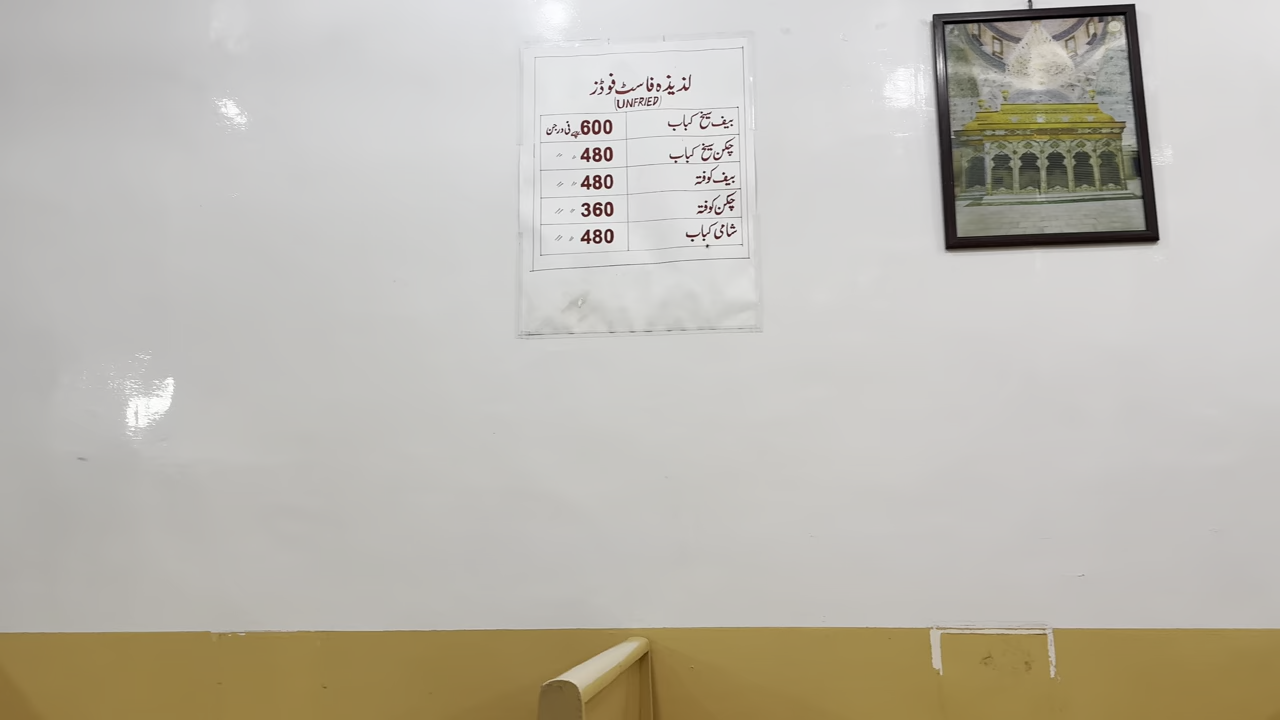 لذیذہ فاسٹ فوڈز
(UNFRIED)
بیف سیخ کباب 600 روپے فی درجن
چکن سیخ کباب 480 〃 〃
بیف کوفتہ 480 〃 〃
چکن کوفتہ 360 〃 〃
شامی کباب 480 〃 〃